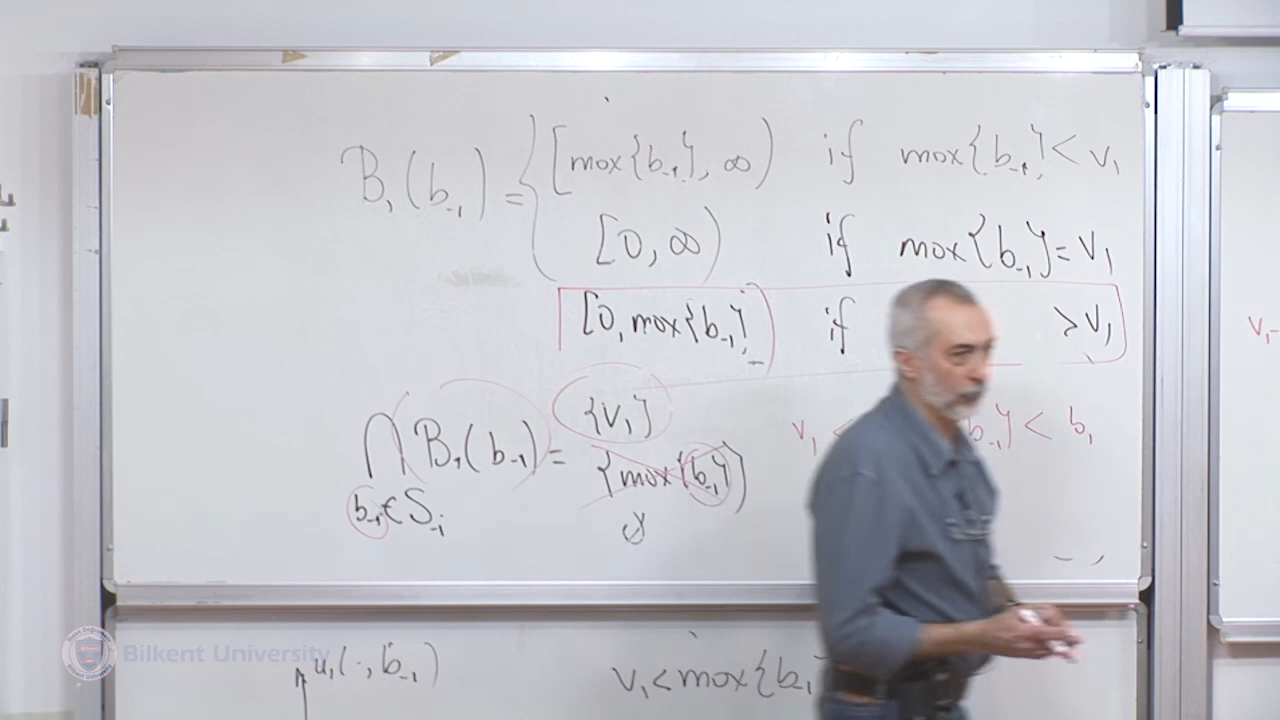 B₁(b₋₁) = { [max{b₋₁}, ∞) if max{b₋₁} < v₁
[0, ∞) if max{b₋₁} = v₁
[0, max{b₋₁}] if > v₁
∩ B₁(b₋₁) = {v₁}
v₁ < b₋₁} < b₁
{max{b₋₁}}
b₋₁ ∈ S₋ᵢ
∅
v₁-
Bilkent University
u₁(·, b₋₁)
v₁ < max{b₋₁